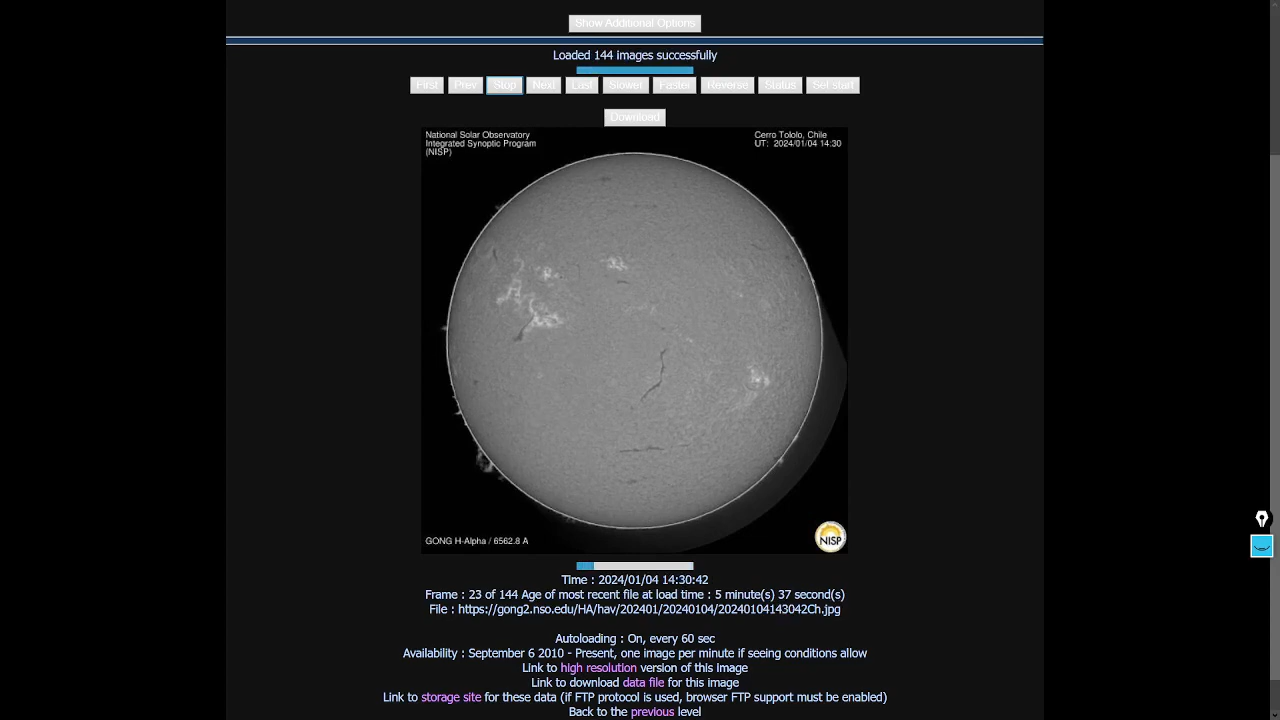 Show Additional Options
Loaded 144 images successfully
First Prev Stop Next Last Slower Faster Reverse Status Set start
Download
National Solar Observatory
Integrated Synoptic Program
(NISP)
Cerro Tololo, Chile
UT: 2024/01/04 14:30
GONG H-Alpha / 6562.8 A
NISP
Time : 2024/01/04 14:30:42
Frame : 23 of 144 Age of most recent file at load time : 5 minute(s) 37 second(s)
File : https://gong2.nso.edu/HA/hav/202401/20240104/20240104143042Ch.jpg
Autoloading : On, every 60 sec
Availability : September 6 2010 - Present, one image per minute if seeing conditions allow
Link to high resolution version of this image
Link to download data file for this image
Link to storage site for these data (if FTP protocol is used, browser FTP support must be enabled)
Back to the previous level